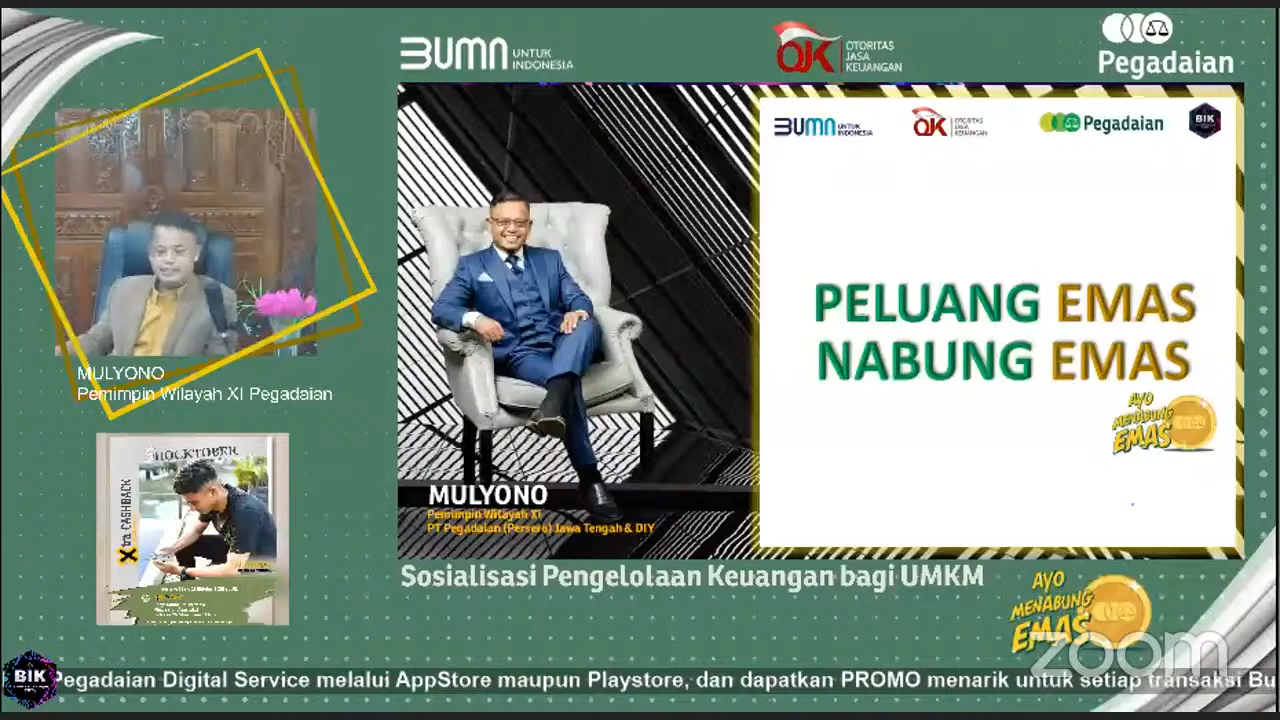 BUMN UNTUK INDONESIA
OJK OTORITAS JASA KEUANGAN
Pegadaian
BUMN UNTUK INDONESIA
OJK OTORITAS JASA KEUANGAN
Pegadaian
BIK
PELUANG EMAS
NABUNG EMAS
AYO
MENABUNG
EMAS
MULYONO
Pemimpin Wilayah XI Pegadaian
HOCKTOBER
Xtra CASHBACK
MULYONO
Pemimpin Wilayah XI
PT Pegadaian (Persero) Jawa Tengah & DIY
Sosialisasi Pengelolaan Keuangan bagi UMKM
AYO
MENABUNG
EMAS
zoom
BIK
Pegadaian Digital Service melalui AppStore maupun Playstore, dan dapatkan PROMO menarik untuk setiap transaksi Bu